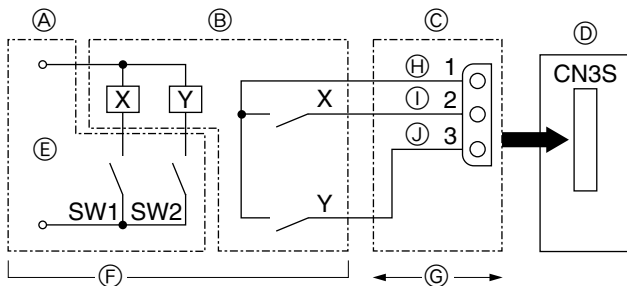 Ⓐ Ⓑ Ⓒ Ⓓ
CN3S
Ⓗ 1
X Y X Ⓘ 2
Ⓙ 3
Ⓔ
SW1 SW2 Y
Ⓕ Ⓖ